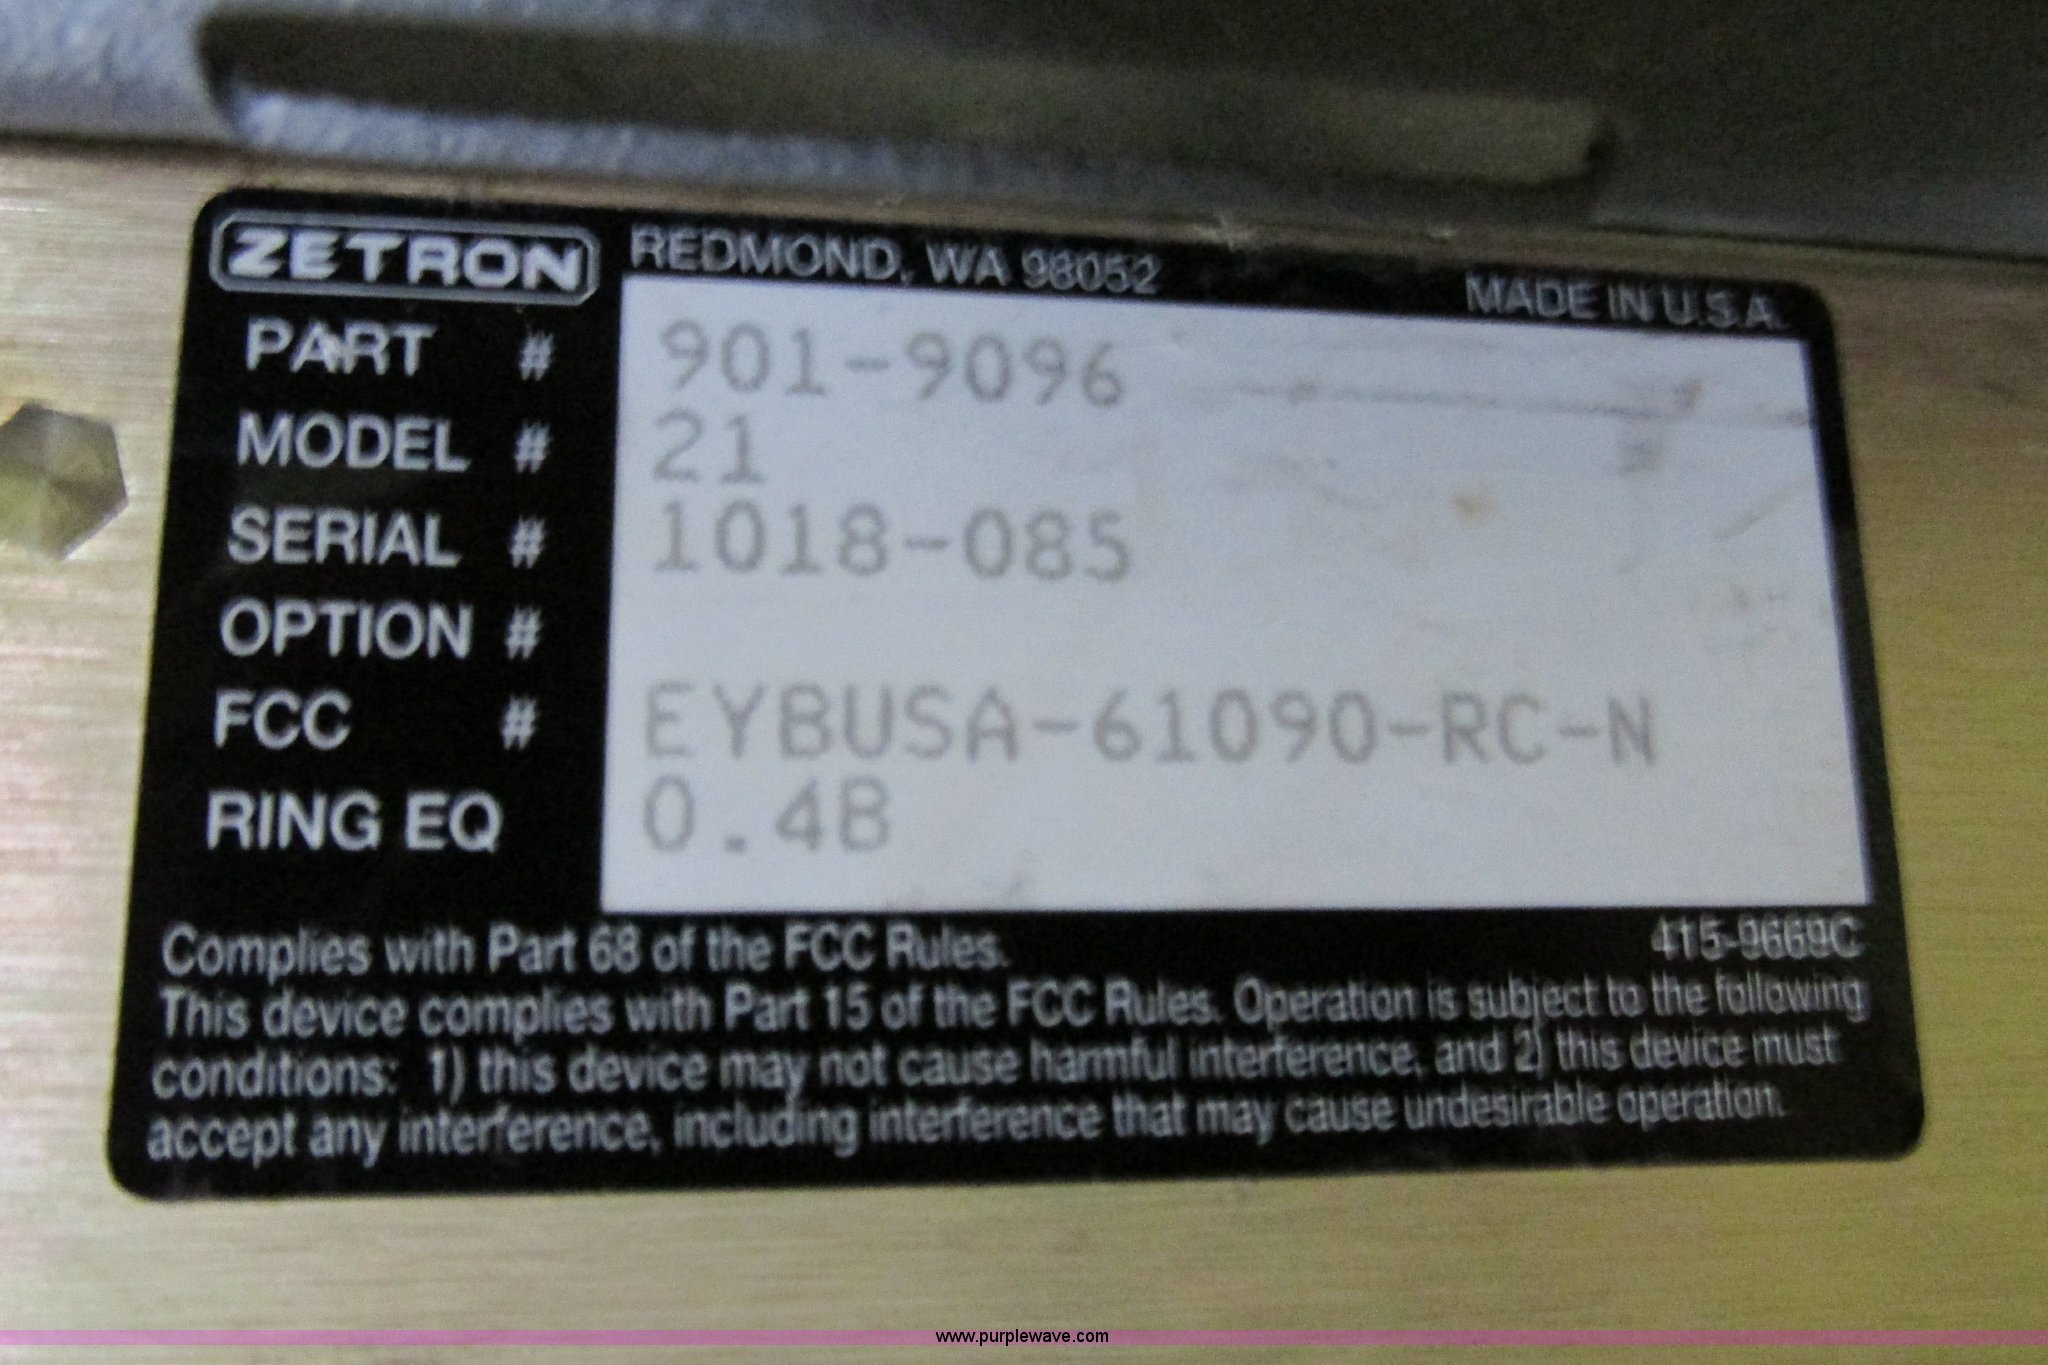 ZETRON REDMOND, WA 98052 MADE IN U.S.A.
PART # 901-9096
MODEL # 21
SERIAL # 1018-085
OPTION #
FCC # EYBUSA-61090-RC-N
RING EQ 0.4B
Complies with Part 68 of the FCC Rules. 415-9669C
This device complies with Part 15 of the FCC Rules. Operation is subject to the following
conditions: 1) this device may not cause harmful interference, and 2) this device must
accept any interference, including interference that may cause undesirable operation.
www.purplewave.com